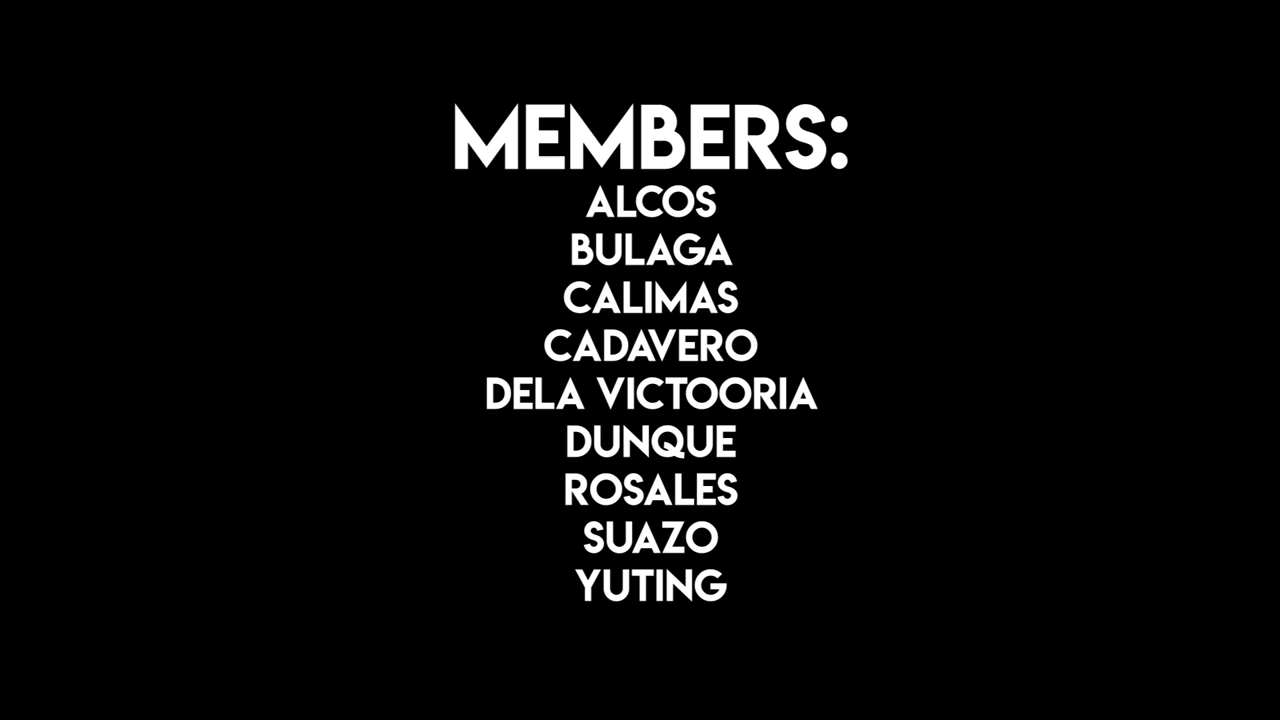 MEMBERS:
ALCOS
BULAGA
CALIMAS
CADAVERO
DELA VICTOORIA
DUNQUE
ROSALES
SUAZO
YUTING